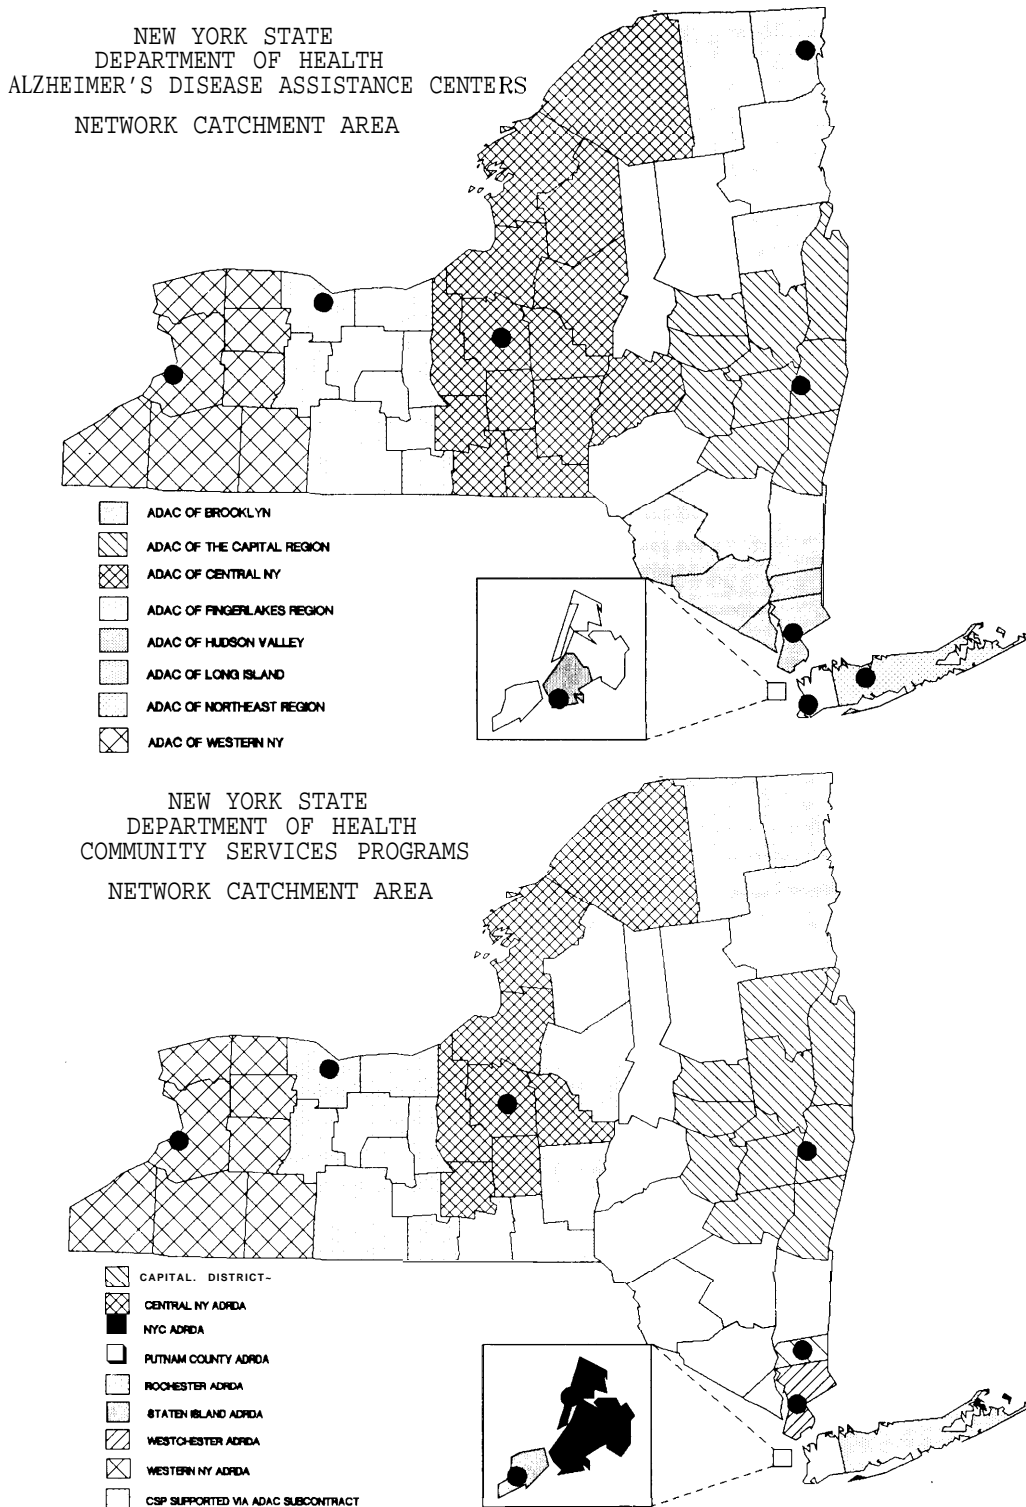 NEW YORK STATE
DEPARTMENT OF HEALTH
ALZHEIMER'S DISEASE ASSISTANCE CENTERS
NETWORK CATCHMENT AREA
ADAC OF BROOKLYN
ADAC OF THE CAPITAL REGION
ADAC OF CENTRAL NY
ADAC OF FINGERLAKES REGION
ADAC OF HUDSON VALLEY
ADAC OF LONG ISLAND
ADAC OF NORTHEAST REGION
ADAC OF WESTERN NY
NEW YORK STATE
DEPARTMENT OF HEALTH
COMMUNITY SERVICES PROGRAMS
NETWORK CATCHMENT AREA
CAPITAL. DISTRICT~
CENTRAL NY ADRDA
NYC ADRDA
PUTNAM COUNTY ADRDA
ROCHESTER ADRDA
STATEN ISLAND ADRDA
WESTCHESTER ADRDA
WESTERN NY ADRDA
CSP SUPPORTED VIA ADAC SUBCONTRACT